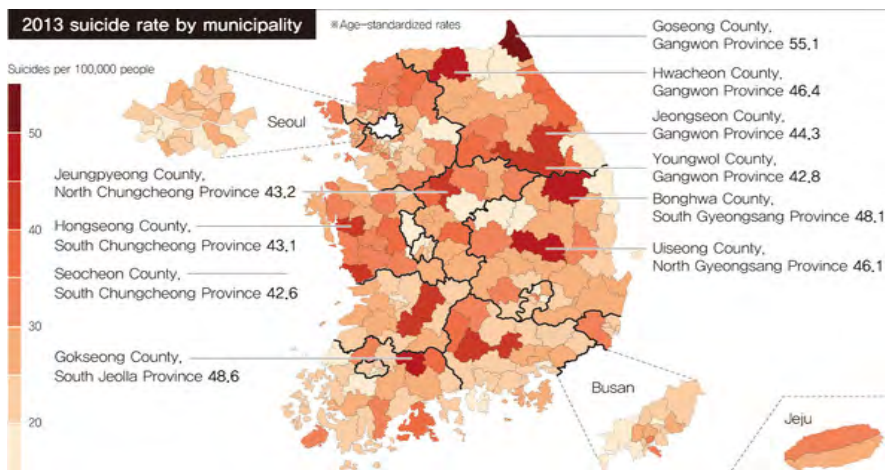 2013 suicide rate by municipality
※Age-standardized rates
Suicides per 100,000 people
50
40
30
20
Seoul
Jeungpyeong County,
North Chungcheong Province 43.2
Hongseong County,
South Chungcheong Province 43.1
Seocheon County,
South Chungcheong Province 42.6
Gokseong County,
South Jeolla Province 48.6
Goseong County,
Gangwon Province 55.1
Hwacheon County,
Gangwon Province 46.4
Jeongseon County,
Gangwon Province 44.3
Youngwol County,
Gangwon Province 42.8
Bonghwa County,
South Gyeongsang Province 48.1
Uiseong County,
North Gyeongsang Province 46.1
Busan
Jeju